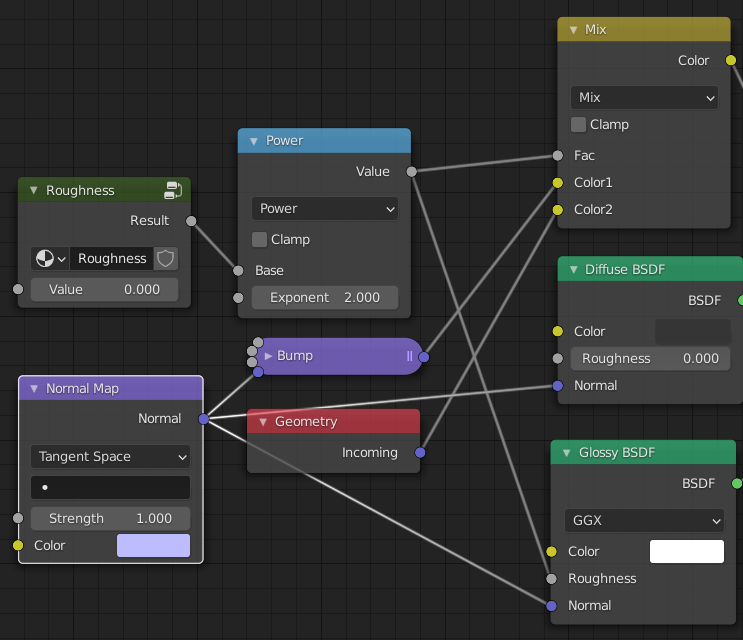 Roughness
Result
Roughness
Value 0.000
Power
Value
Power
Clamp
Base
Exponent 2.000
Bump
Normal Map
Normal
Tangent Space
Strength 1.000
Color
Geometry
Incoming
Mix
Color
Mix
Clamp
Fac
Color1
Color2
Diffuse BSDF
BSDF
Color
Roughness 0.000
Normal
Glossy BSDF
BSDF
GGX
Color
Roughness
Normal